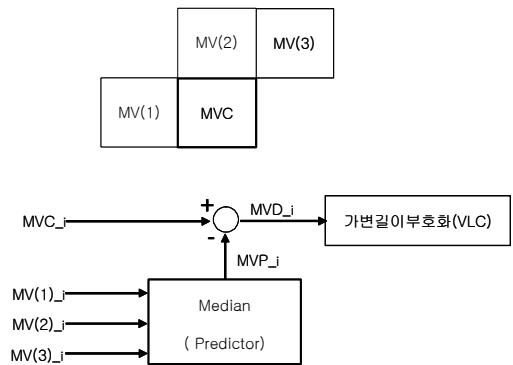 MV(2)
MV(3)
MV(1)
MVC
+
MVC_i
MVD_i
가변길이부호화(VLC)
-
MVP_i
MV(1)_i
MV(2)_i
MV(3)_i
Median
( Predictor)